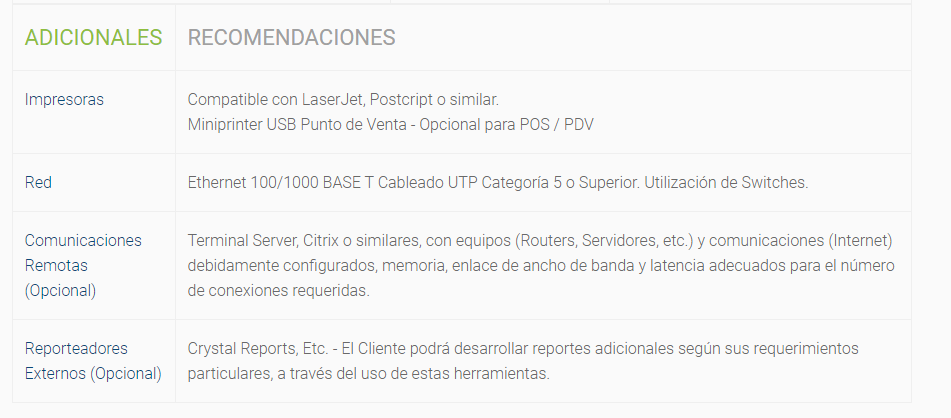 ADICIONALES RECOMENDACIONES
Impresoras
Compatible con LaserJet, Postcript o similar.
Miniprinter USB Punto de Venta - Opcional para POS / PDV
Red
Ethernet 100/1000 BASE T Cableado UTP Categoría 5 o Superior. Utilización de Switches.
Comunicaciones
Remotas
(Opcional)
Terminal Server, Citrix o similares, con equipos (Routers, Servidores, etc.) y comunicaciones (Internet)
debidamente configurados, memoria, enlace de ancho de banda y latencia adecuados para el número
de conexiones requeridas.
Reporteadores
Externos (Opcional)
Crystal Reports, Etc. - El Cliente podrá desarrollar reportes adicionales según sus requerimientos
particulares, a través del uso de estas herramientas.